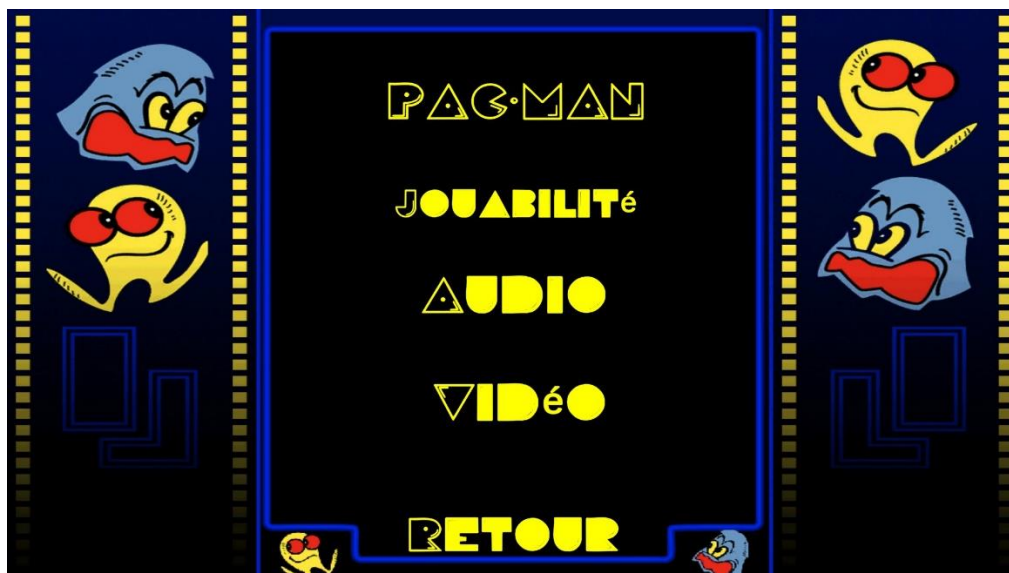 PAC-MAN
JOUABILITé
AUDIO
VIDéO
RETOUR